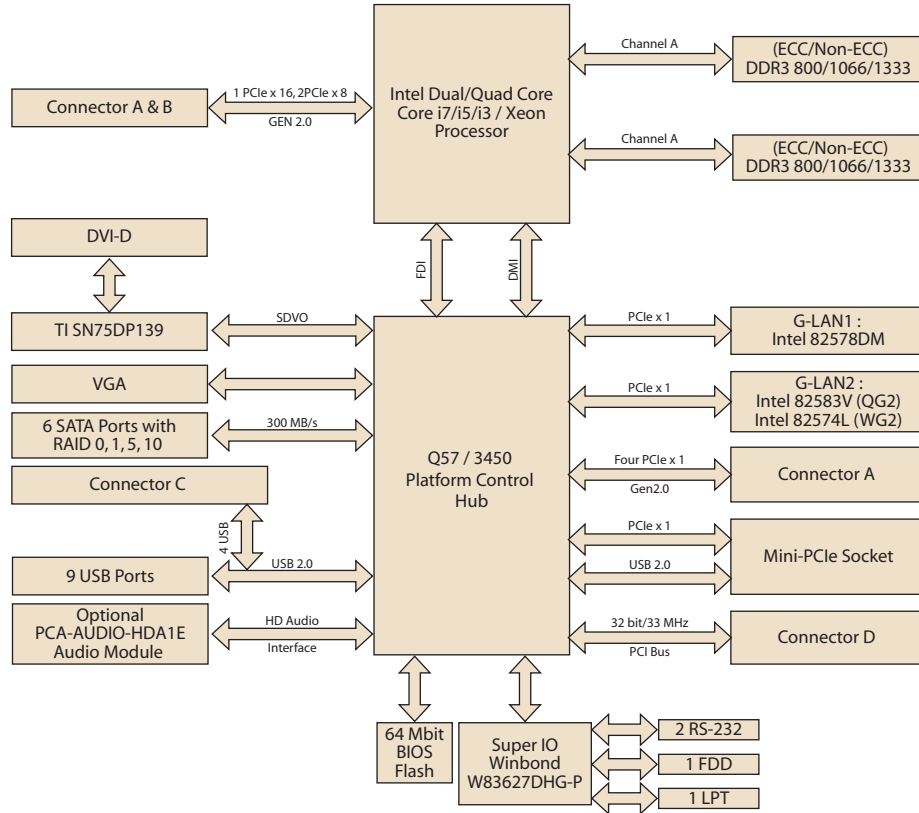 Connector A & B
1 PCIe x 16, 2PCIe x 8
GEN 2.0
Intel Dual/Quad Core
Core i7/i5/i3 / Xeon
Processor
Channel A
(ECC/Non-ECC)
DDR3 800/1066/1333
Channel A
(ECC/Non-ECC)
DDR3 800/1066/1333
FDI
DMI
DVI-D
TI SN75DP139
SDVO
VGA
6 SATA Ports with
RAID 0, 1, 5, 10
300 MB/s
Connector C
4 USB
9 USB Ports
USB 2.0
Optional
PCA-AUDIO-HDA1E
Audio Module
HD Audio
Interface
Q57 / 3450
Platform Control
Hub
PCIe x 1
G-LAN1 :
Intel 82578DM
PCIe x 1
G-LAN2 :
Intel 82583V (QG2)
Intel 82574L (WG2)
Four PCIe x 1
Gen2.0
Connector A
PCIe x 1
USB 2.0
Mini-PCIe Socket
32 bit/33 MHz
PCI Bus
Connector D
64 Mbit
BIOS
Flash
Super IO
Winbond
W83627DHG-P
2 RS-232
1 FDD
1 LPT